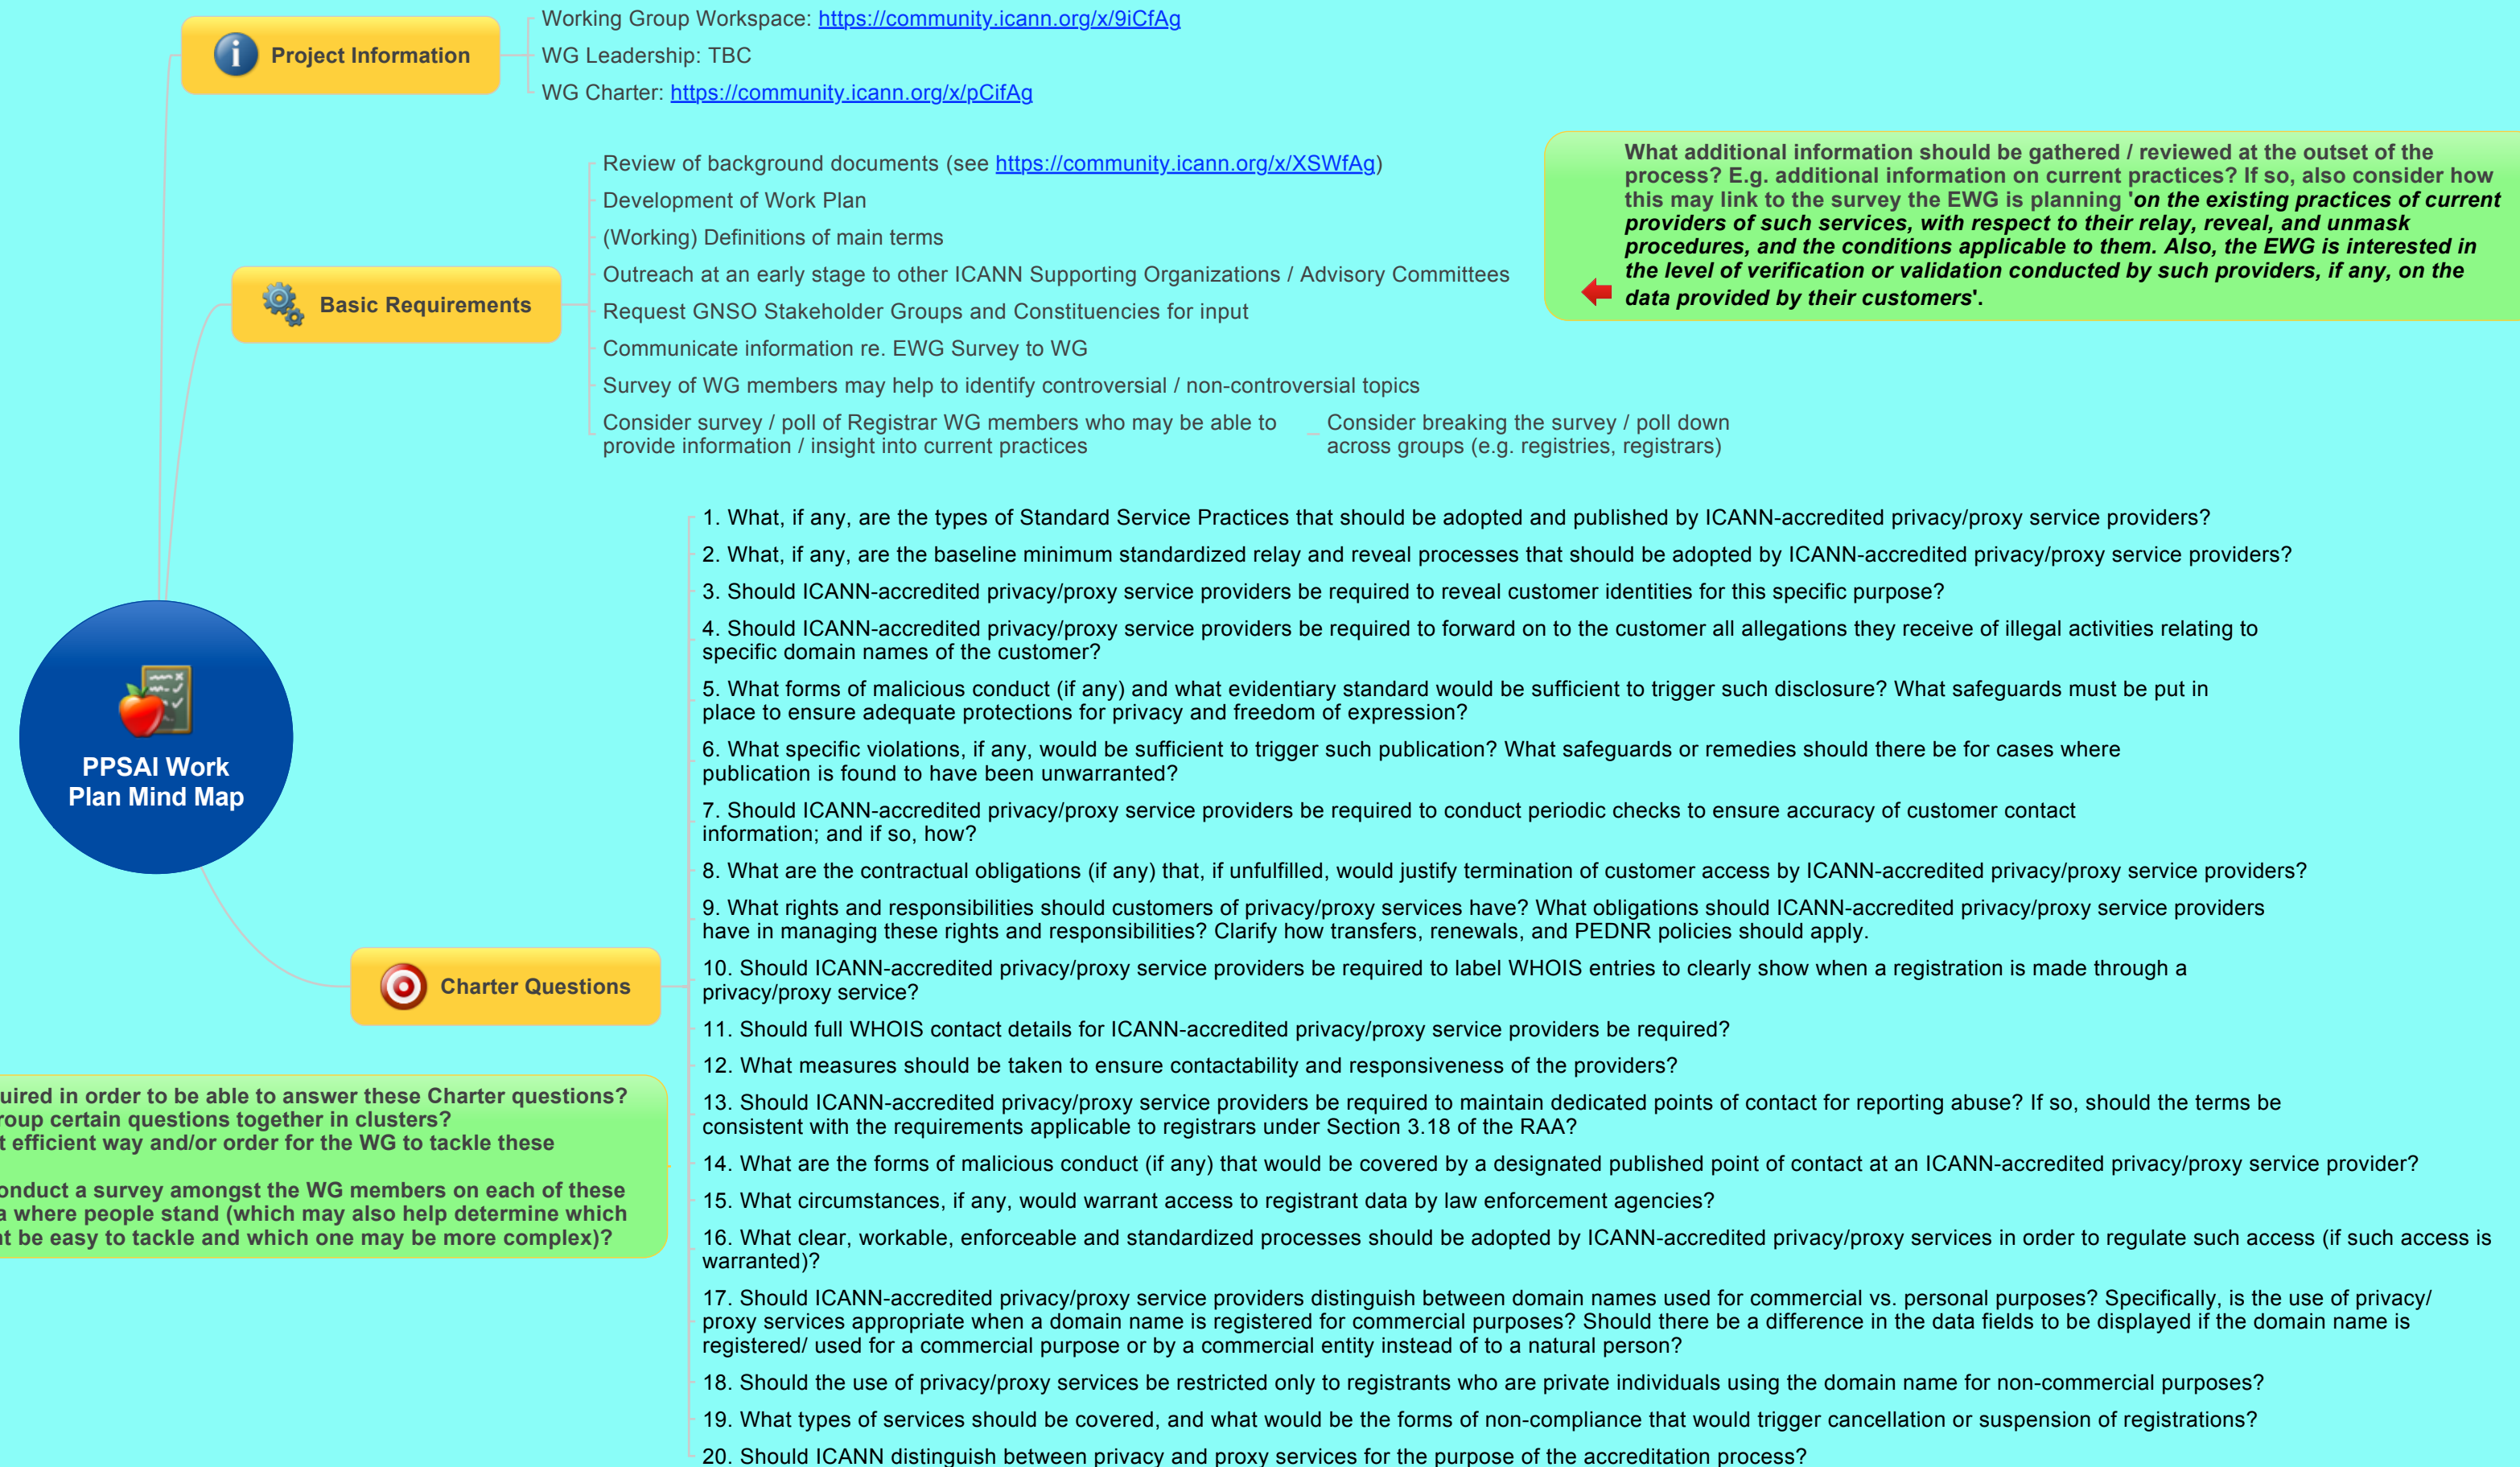 Project Information
Working Group Workspace: https://community.icann.org/x/9iCfAg
WG Leadership: TBC
WG Charter: https://community.icann.org/x/pCifAg
Basic Requirements
Review of background documents (see https://community.icann.org/x/XSWfAg)
Development of Work Plan
(Working) Definitions of main terms
Outreach at an early stage to other ICANN Supporting Organizations / Advisory Committees
Request GNSO Stakeholder Groups and Constituencies for input
Communicate information re. EWG Survey to WG
Survey of WG members may help to identify controversial / non-controversial topics
Consider survey / poll of Registrar WG members who may be able to
provide information / insight into current practices
Consider breaking the survey / poll down
across groups (e.g. registries, registrars)
What additional information should be gathered / reviewed at the outset of the
process? E.g. additional information on current practices? If so, also consider how
this may link to the survey the EWG is planning 'on the existing practices of current
providers of such services, with respect to their relay, reveal, and unmask
procedures, and the conditions applicable to them. Also, the EWG is interested in
the level of verification or validation conducted by such providers, if any, on the
data provided by their customers'.
PPSAI Work
Plan Mind Map
Charter Questions
1. What, if any, are the types of Standard Service Practices that should be adopted and published by ICANN-accredited privacy/proxy service providers?
2. What, if any, are the baseline minimum standardized relay and reveal processes that should be adopted by ICANN-accredited privacy/proxy service providers?
3. Should ICANN-accredited privacy/proxy service providers be required to reveal customer identities for this specific purpose?
4. Should ICANN-accredited privacy/proxy service providers be required to forward on to the customer all allegations they receive of illegal activities relating to
specific domain names of the customer?
5. What forms of malicious conduct (if any) and what evidentiary standard would be sufficient to trigger such disclosure? What safeguards must be put in
place to ensure adequate protections for privacy and freedom of expression?
6. What specific violations, if any, would be sufficient to trigger such publication? What safeguards or remedies should there be for cases where
publication is found to have been unwarranted?
7. Should ICANN-accredited privacy/proxy service providers be required to conduct periodic checks to ensure accuracy of customer contact
information; and if so, how?
8. What are the contractual obligations (if any) that, if unfulfilled, would justify termination of customer access by ICANN-accredited privacy/proxy service providers?
9. What rights and responsibilities should customers of privacy/proxy services have? What obligations should ICANN-accredited privacy/proxy service providers
have in managing these rights and responsibilities? Clarify how transfers, renewals, and PEDNR policies should apply.
10. Should ICANN-accredited privacy/proxy service providers be required to label WHOIS entries to clearly show when a registration is made through a
privacy/proxy service?
11. Should full WHOIS contact details for ICANN-accredited privacy/proxy service providers be required?
12. What measures should be taken to ensure contactability and responsiveness of the providers?
13. Should ICANN-accredited privacy/proxy service providers be required to maintain dedicated points of contact for reporting abuse? If so, should the terms be
consistent with the requirements applicable to registrars under Section 3.18 of the RAA?
14. What are the forms of malicious conduct (if any) that would be covered by a designated published point of contact at an ICANN-accredited privacy/proxy service provider?
15. What circumstances, if any, would warrant access to registrant data by law enforcement agencies?
16. What clear, workable, enforceable and standardized processes should be adopted by ICANN-accredited privacy/proxy services in order to regulate such access (if such access is
warranted)?
17. Should ICANN-accredited privacy/proxy service providers distinguish between domain names used for commercial vs. personal purposes? Specifically, is the use of privacy/
proxy services appropriate when a domain name is registered for commercial purposes? Should there be a difference in the data fields to be displayed if the domain name is
registered/ used for a commercial purpose or by a commercial entity instead of to a natural person?
18. Should the use of privacy/proxy services be restricted only to registrants who are private individuals using the domain name for non-commercial purposes?
19. What types of services should be covered, and what would be the forms of non-compliance that would trigger cancellation or suspension of registrations?
20. Should ICANN distinguish between privacy and proxy services for the purpose of the accreditation process?
in order to be able to answer these Charter questions?
certain questions together in clusters?
efficient way and/or order for the WG to tackle these
conduct a survey amongst the WG members on each of these
where people stand (which may also help determine which
be easy to tackle and which one may be more complex)?